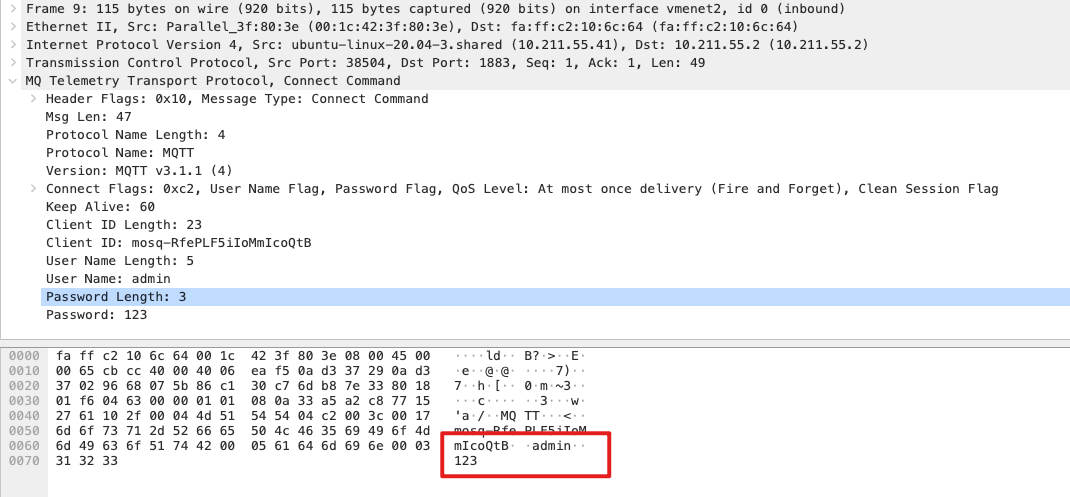 Frame 9: 115 bytes on wire (920 bits), 115 bytes captured (920 bits) on interface vmenet2, id 0 (inbound)
Ethernet II, Src: Parallel_3f:80:3e (00:1c:42:3f:80:3e), Dst: fa:ff:c2:10:6c:64 (fa:ff:c2:10:6c:64)
Internet Protocol Version 4, Src: ubuntu-linux-20.04-3.shared (10.211.55.41), Dst: 10.211.55.2 (10.211.55.2)
Transmission Control Protocol, Src Port: 38504, Dst Port: 1883, Seq: 1, Ack: 1, Len: 49
MQ Telemetry Transport Protocol, Connect Command
Header Flags: 0x10, Message Type: Connect Command
Msg Len: 47
Protocol Name Length: 4
Protocol Name: MQTT
Version: MQTT v3.1.1 (4)
Connect Flags: 0xc2, User Name Flag, Password Flag, QoS Level: At most once delivery (Fire and Forget), Clean Session Flag
Keep Alive: 60
Client ID Length: 23
Client ID: mosq-RfePLF5iIoMmIcoQtB
User Name Length: 5
User Name: admin
Password Length: 3
Password: 123
0000 fa ff c2 10 6c 64 00 1c 42 3f 80 3e 08 00 45 00 ····ld·· B?·>··E·
0010 00 65 cb cc 40 00 40 06 ea f5 0a d3 37 29 0a d3 ·e··@·@· ····7)··
0020 37 02 96 68 07 5b 86 c1 30 c7 6d b8 7e 33 80 18 7··h·[·· 0·m·~3··
0030 01 f6 04 63 00 00 01 01 08 0a 33 a5 a2 c8 77 15 ···c···· ··3···w·
0040 27 61 10 2f 00 04 4d 51 54 54 04 c2 00 3c 00 17 'a·/··MQ TT···<··
0050 6d 6f 73 71 2d 52 66 65 50 4c 46 35 69 49 6f 4d mosq-Rfe PLF5iIoM
0060 6d 49 63 6f 51 74 42 00 05 61 64 6d 69 6e 00 03 mIcoQtB· ·admin··
0070 31 32 33 123